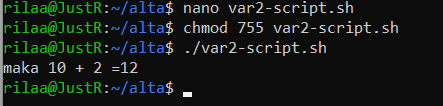 rilaa@JustR:~/alta$ nano var2-script.sh
rilaa@JustR:~/alta$ chmod 755 var2-script.sh
rilaa@JustR:~/alta$ ./var2-script.sh
maka 10 + 2 =12
rilaa@JustR:~/alta$